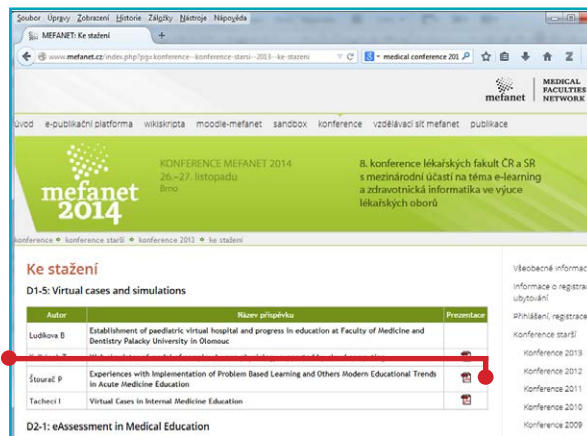 Soubor Úpravy Zobrazení Historie Záložky Nástroje Nápověda
MEFANET: Ke stažení
www.mefanet.cz/index.php?pg=konference--konference-starsi--2013--ke-stazeni
medical conference 201
mefanet
MEDICAL
FACULTIES
NETWORK
úvod e-publikační platforma wikiskripta moodle-mefanet sandbox konference vzdělávací síť mefanet publikace
mefanet
2014
KONFERENCE MEFANET 2014
26.–27. listopadu
Brno
8. konference lékařských fakult ČR a SR
s mezinárodní účastí na téma e-learning
a zdravotnická informatika ve výuce
lékařských oborů
konference konference starší konference 2013 ke stažení
Ke stažení
D1-5: Virtual cases and simulations
Autor Název příspěvku Prezentace
Ludíkova B
Establishment of paediatric virtual hospital and progress in education at Faculty of Medicine and
Dentistry Palacky University in Olomouc
Štourač P
Experiences with Implementation of Problem Based Learning and Others Modern Educational Trends
in Acute Medicine Education
Tachecí I Virtual Cases in Internal Medicine Education
D2-1: eAssessment in Medical Education
Všeobecné informac
Informace o registra
ubytování
Přihlášení, registrace
Konference starší
Konference 2013
Konference 2012
Konference 2011
Konference 2010
Konference 2009